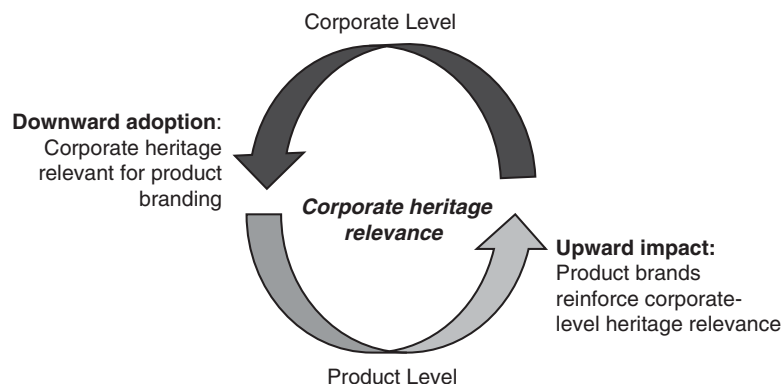 Corporate Level
Downward adoption:
Corporate heritage
relevant for product
branding
Corporate heritage
relevance
Upward impact:
Product brands
reinforce corporate-
level heritage relevance
Product Level